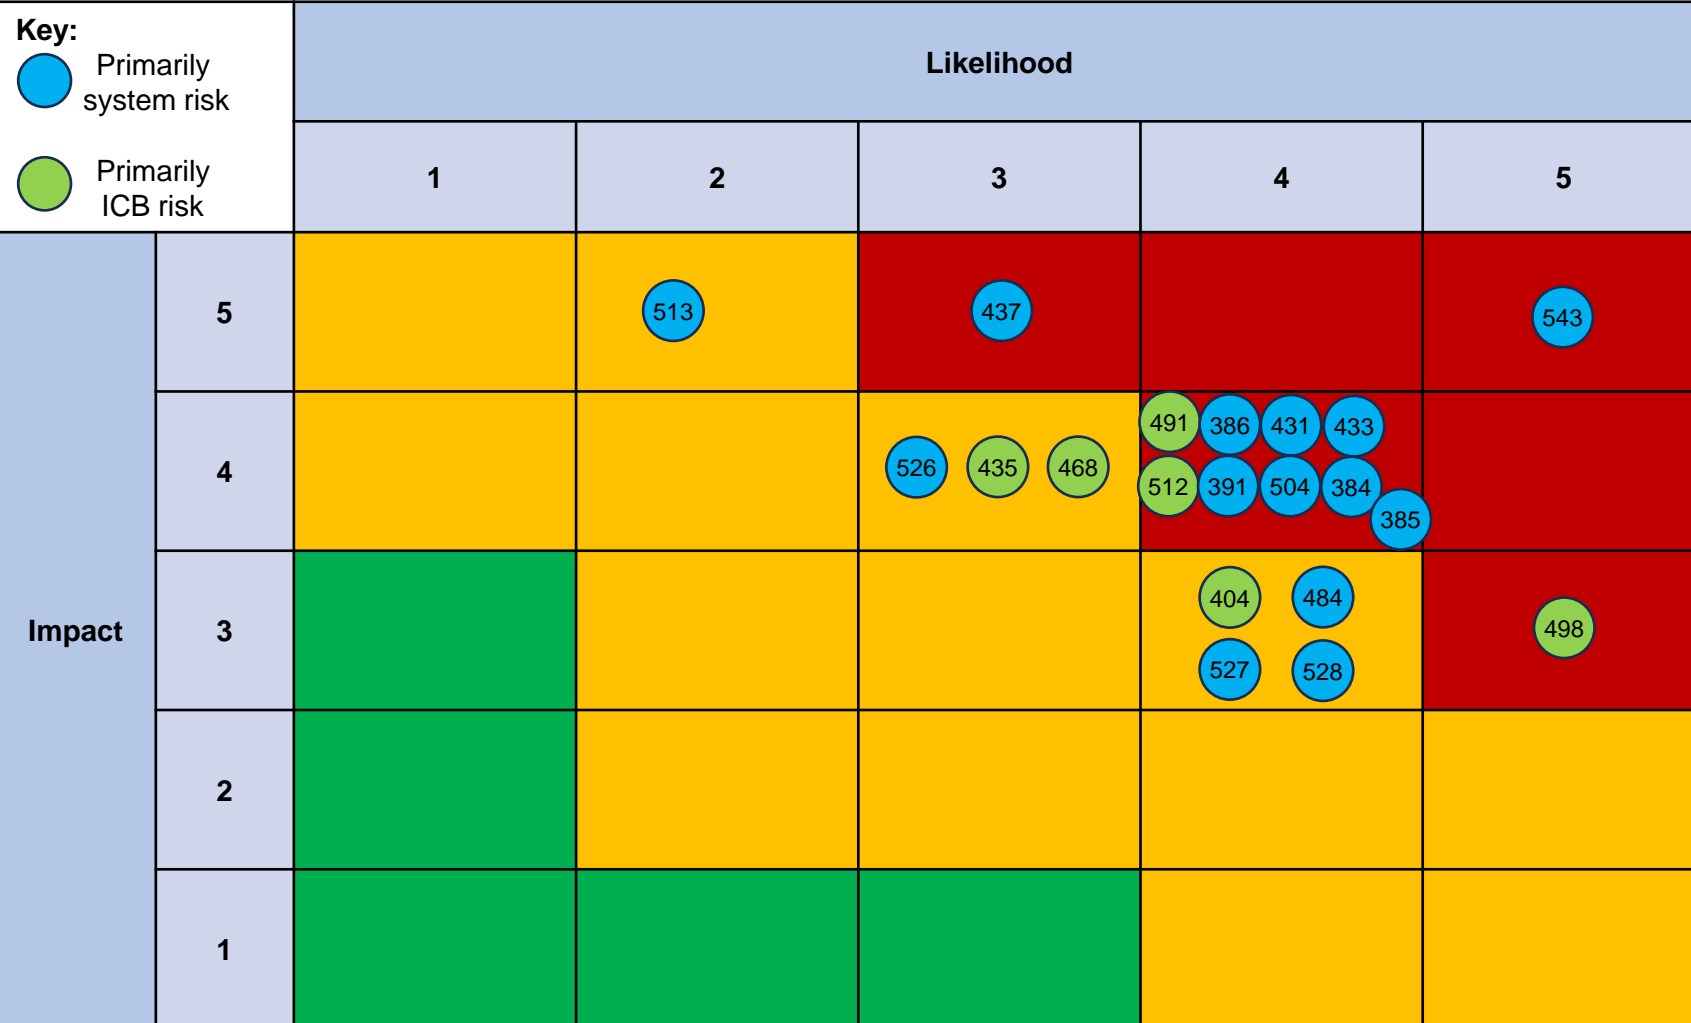 Key:
Primarily
system risk
Primarily
ICB risk
Likelihood
1 2 3 4 5
Impact
5
513 437 543
4
526 435 468 491 386 431 433
512 391 504 384
385
3
404 484 498
527 528
2
1